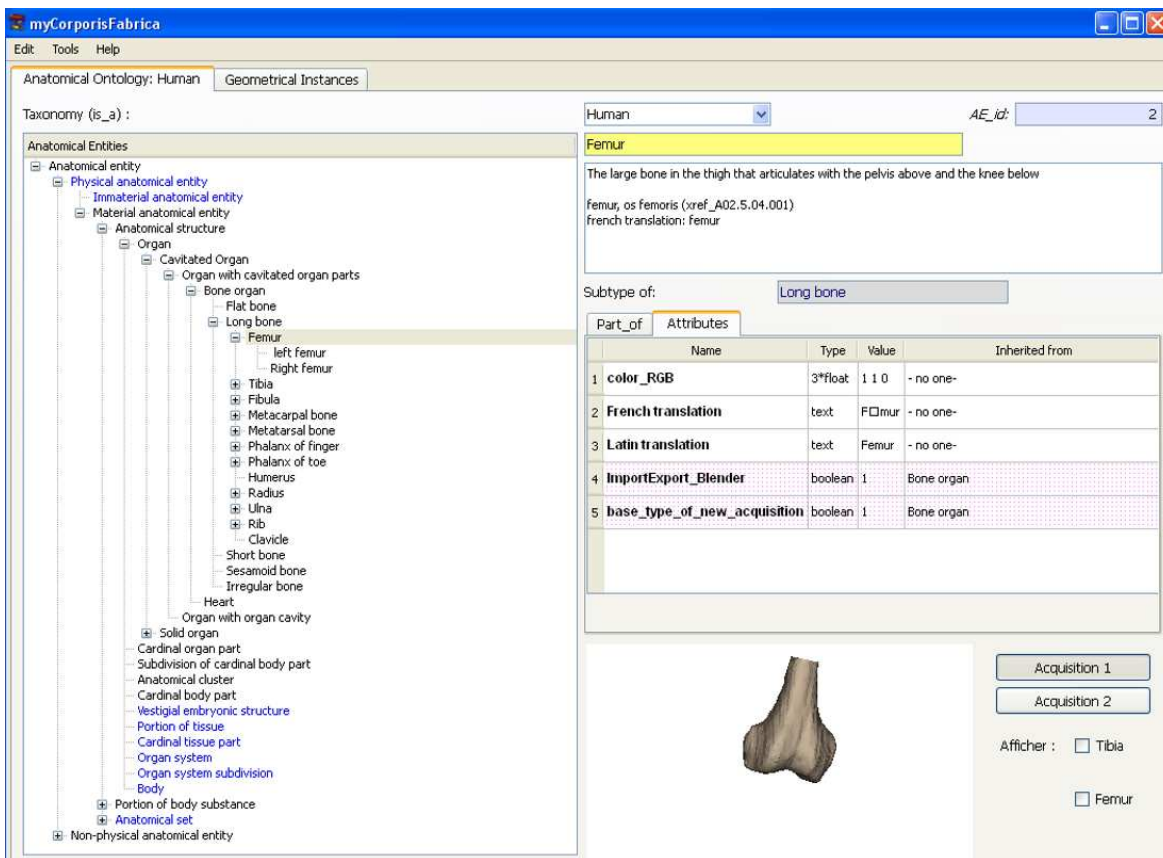 myCorporisFabrica
Edit Tools Help
Anatomical Ontology: Human Geometrical Instances
Taxonomy (is_a) :
Human
AE_id: 2
Anatomical Entities
Anatomical entity
Physical anatomical entity
Immaterial anatomical entity
Material anatomical entity
Anatomical structure
Organ
Cavitated Organ
Organ with cavitated organ parts
Bone organ
Flat bone
Long bone
Femur
left femur
Right femur
Tibia
Fibula
Metacarpal bone
Metatarsal bone
Phalanx of finger
Phalanx of toe
Humerus
Radius
Ulna
Rib
Clavicle
Short bone
Sesamoid bone
Irregular bone
Heart
Organ with organ cavity
Solid organ
Cardinal organ part
Subdivision of cardinal body part
Anatomical cluster
Cardinal body part
Vestigial embryonic structure
Portion of tissue
Cardinal tissue part
Organ system
Organ system subdivision
Body
Portion of body substance
Anatomical set
Non-physical anatomical entity
Femur
The large bone in the thigh that articulates with the pelvis above and the knee below
femur, os femoris (xref_A02.5.04.001)
french translation: femur
Subtype of: Long bone
Part_of Attributes
Name Type Value Inherited from
1 color_RGB 3*float 1 1 0 - no one-
2 French translation text F□mur - no one-
3 Latin translation text Femur - no one-
4 ImportExport_Blender boolean 1 Bone organ
5 base_type_of_new_acquisition boolean 1 Bone organ
Acquisition 1
Acquisition 2
Afficher : Tibia
Femur